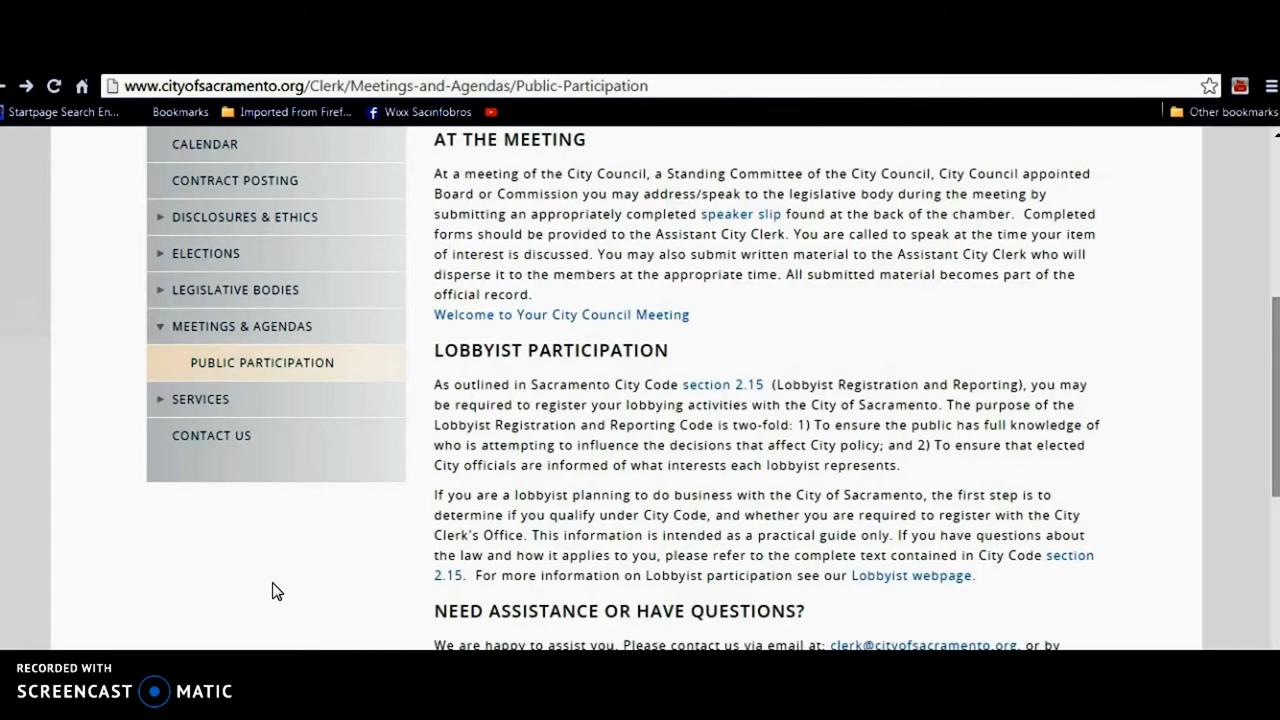 www.cityofsacramento.org/Clerk/Meetings-and-Agendas/Public-Participation
Startpage Search En... Bookmarks Imported From Firef... Wixx Sacinfobros Other bookmarks
CALENDAR
CONTRACT POSTING
DISCLOSURES & ETHICS
ELECTIONS
LEGISLATIVE BODIES
MEETINGS & AGENDAS
PUBLIC PARTICIPATION
SERVICES
CONTACT US
AT THE MEETING
At a meeting of the City Council, a Standing Committee of the City Council, City Council appointed
Board or Commission you may address/speak to the legislative body during the meeting by
submitting an appropriately completed speaker slip found at the back of the chamber. Completed
forms should be provided to the Assistant City Clerk. You are called to speak at the time your item
of interest is discussed. You may also submit written material to the Assistant City Clerk who will
disperse it to the members at the appropriate time. All submitted material becomes part of the
official record.
Welcome to Your City Council Meeting
LOBBYIST PARTICIPATION
As outlined in Sacramento City Code section 2.15 (Lobbyist Registration and Reporting), you may
be required to register your lobbying activities with the City of Sacramento. The purpose of the
Lobbyist Registration and Reporting Code is two-fold: 1) To ensure the public has full knowledge of
who is attempting to influence the decisions that affect City policy; and 2) To ensure that elected
City officials are informed of what interests each lobbyist represents.
If you are a lobbyist planning to do business with the City of Sacramento, the first step is to
determine if you qualify under City Code, and whether you are required to register with the City
Clerk's Office. This information is intended as a practical guide only. If you have questions about
the law and how it applies to you, please refer to the complete text contained in City Code section
2.15. For more information on Lobbyist participation see our Lobbyist webpage.
NEED ASSISTANCE OR HAVE QUESTIONS?
We are happy to assist you. Please contact us via email at: clerk@cityofsacramento.org, or by
RECORDED WITH
SCREENCAST MATIC